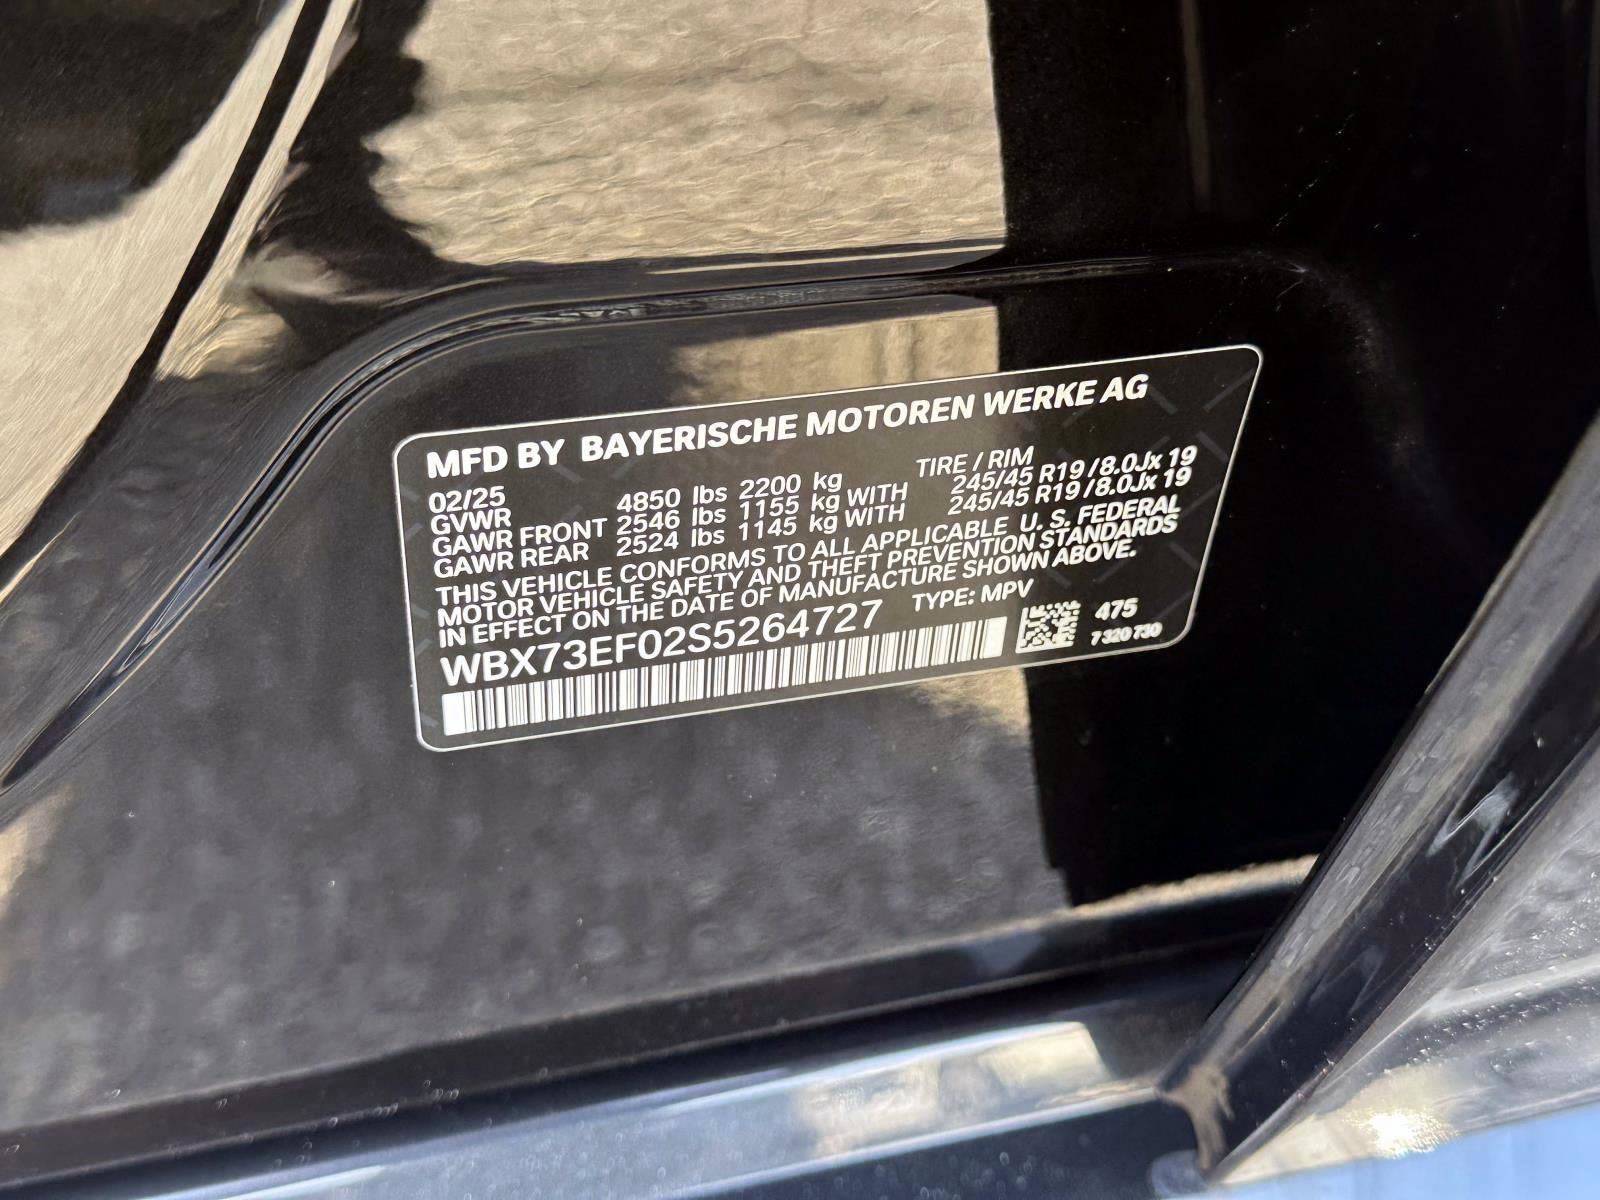 MFD BY BAYERISCHE MOTOREN WERKE AG
02/25 TIRE / RIM
GVWR 4850 lbs 2200 kg
GAWR FRONT 2546 lbs 1155 kg WITH 245/45 R19 / 8.0Jx 19
GAWR REAR 2524 lbs 1145 kg WITH 245/45 R19 / 8.0Jx 19
THIS VEHICLE CONFORMS TO ALL APPLICABLE U. S. FEDERAL
MOTOR VEHICLE SAFETY AND THEFT PREVENTION STANDARDS
IN EFFECT ON THE DATE OF MANUFACTURE SHOWN ABOVE.
WBX73EF02S5264727 TYPE: MPV
475
7 320 730